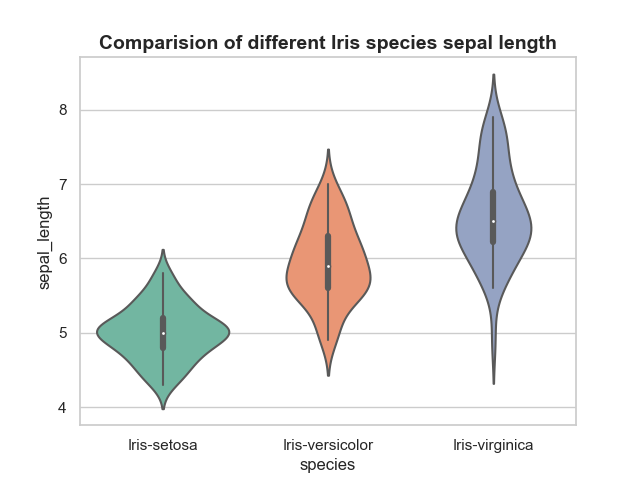 Comparision of different Iris species sepal length
sepal_length
8
7
6
5
4
Iris-setosa Iris-versicolor Iris-virginica
species